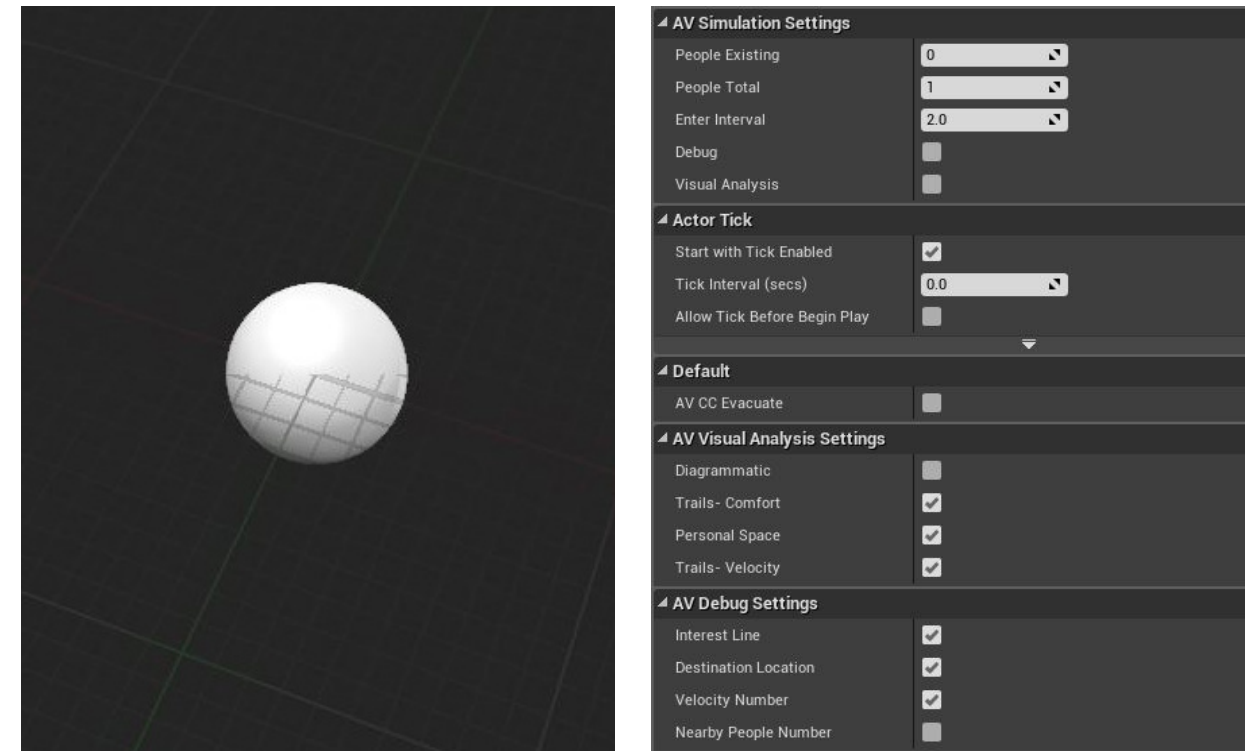 AV Simulation Settings
People Existing 0
People Total 1
Enter Interval 2.0
Debug
Visual Analysis
Actor Tick
Start with Tick Enabled
Tick Interval (secs) 0.0
Allow Tick Before Begin Play
Default
AV CC Evacuate
AV Visual Analysis Settings
Diagrammatic
Trails- Comfort
Personal Space
Trails- Velocity
AV Debug Settings
Interest Line
Destination Location
Velocity Number
Nearby People Number